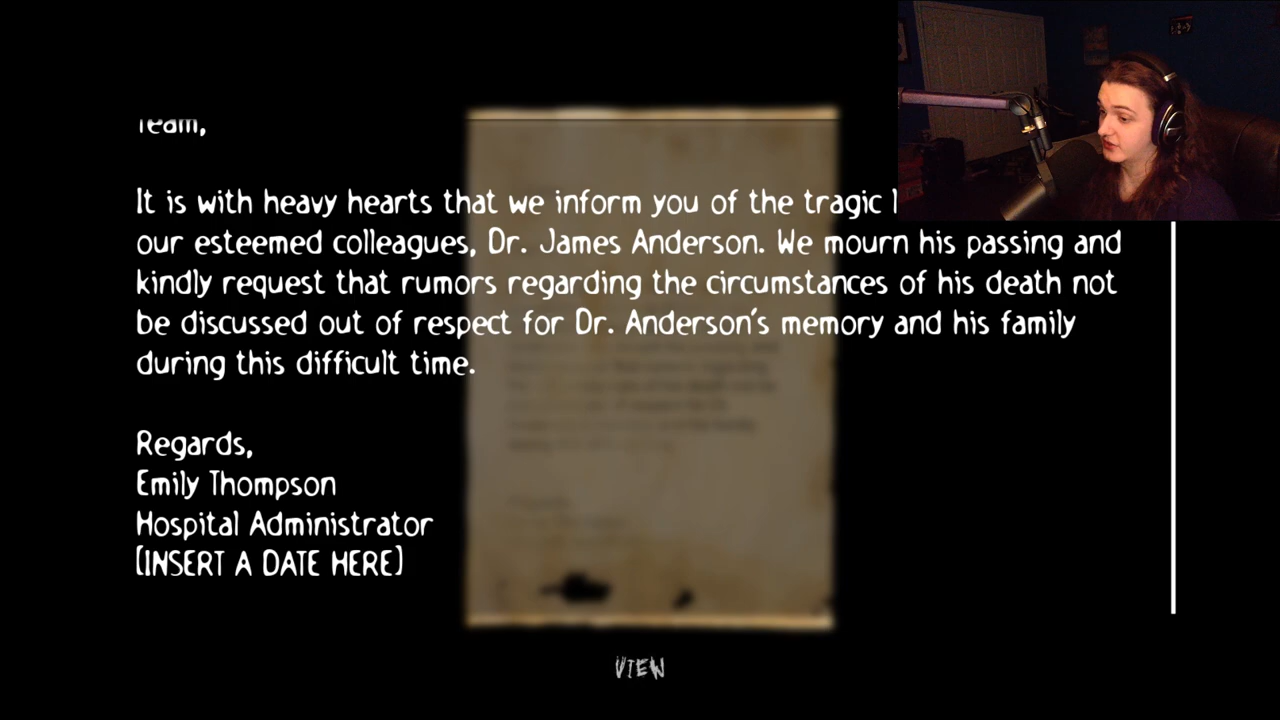 Team,
It is with heavy hearts that we inform you of the tragic
our esteemed colleagues, Dr. James Anderson. We mourn his passing and
kindly request that rumors regarding the circumstances of his death not
be discussed out of respect for Dr. Anderson's memory and his family
during this difficult time.
Regards,
Emily Thompson
Hospital Administrator
[INSERT A DATE HERE]
VIEW